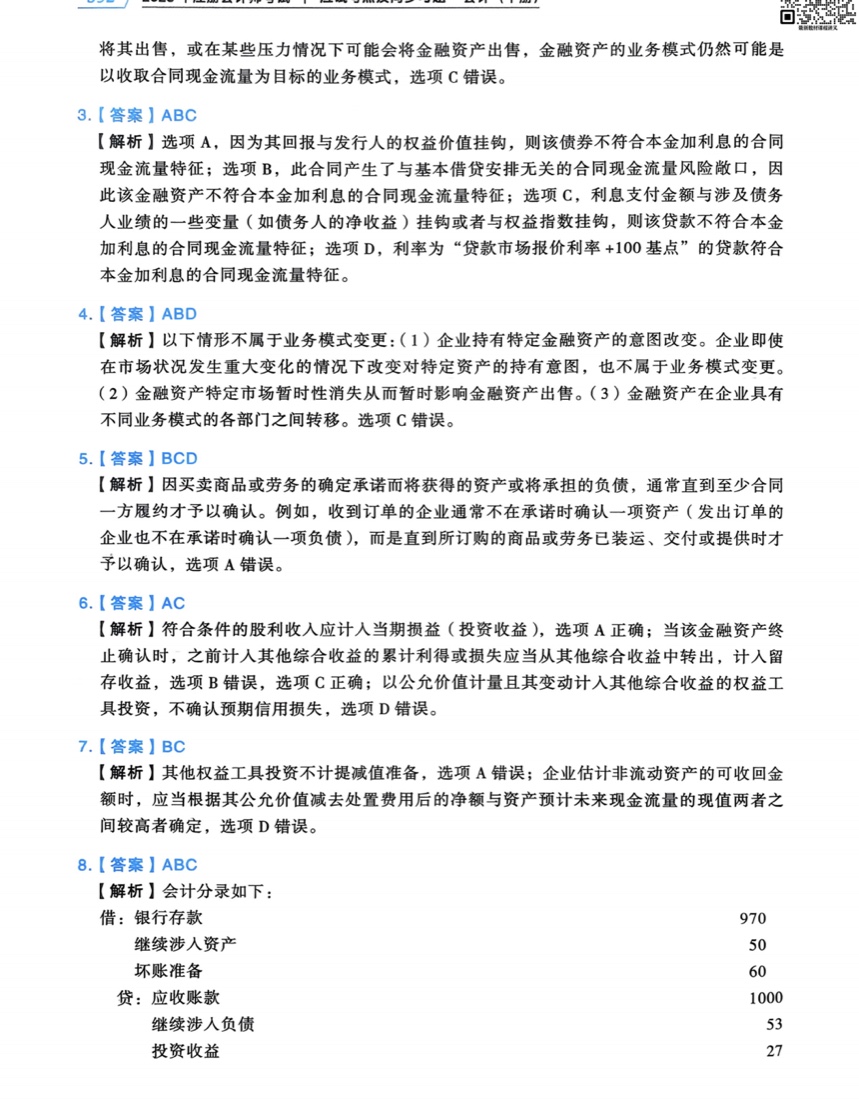 将其出售，或在某些压力情况下可能会将金融资产出售，金融资产的业务模式仍然可能是
以收取合同现金流量为目标的业务模式，选项 C 错误。
3.【答案】ABC
【解析】选项 A，因为其回报与发行人的权益价值挂钩，则该债券不符合本金加利息的合同
现金流量特征；选项 B，此合同产生了与基本借贷安排无关的合同现金流量风险敞口，因
此该金融资产不符合本金加利息的合同现金流量特征；选项 C，利息支付金额与涉及债务
人业绩的一些变量（如债务人的净收益）挂钩或者与权益指数挂钩，则该贷款不符合本金
加利息的合同现金流量特征；选项 D，利率为“贷款市场报价利率 +100 基点”的贷款符合
本金加利息的合同现金流量特征。
4.【答案】ABD
【解析】以下情形不属于业务模式变更：（1）企业持有特定金融资产的意图改变。企业即使
在市场状况发生重大变化的情况下改变对特定资产的持有意图，也不属于业务模式变更。
（2）金融资产特定市场暂时性消失从而暂时影响金融资产出售。（3）金融资产在企业具有
不同业务模式的各部门之间转移。选项 C 错误。
5.【答案】BCD
【解析】因买卖商品或劳务的确定承诺而将获得的资产或将承担的负债，通常直到至少合同
一方履约才予以确认。例如，收到订单的企业通常不在承诺时确认一项资产（发出订单的
企业也不在承诺时确认一项负债），而是直到所订购的商品或劳务已装运、交付或提供时才
予以确认，选项 A 错误。
6.【答案】AC
【解析】符合条件的股利收入应计入当期损益（投资收益），选项 A 正确；当该金融资产终
止确认时，之前计入其他综合收益的累计利得或损失应当从其他综合收益中转出，计入留
存收益，选项 B 错误，选项 C 正确；以公允价值计量且其变动计入其他综合收益的权益工
具投资，不确认预期信用损失，选项 D 错误。
7.【答案】BC
【解析】其他权益工具投资不计提减值准备，选项 A 错误；企业估计非流动资产的可收回金
额时，应当根据其公允价值减去处置费用后的净额与资产预计未来现金流量的现值两者之
间较高者确定，选项 D 错误。
8.【答案】ABC
【解析】会计分录如下：
借：银行存款 970
继续涉入资产 50
坏账准备 60
贷：应收账款 1000
继续涉入负债 53
投资收益 27